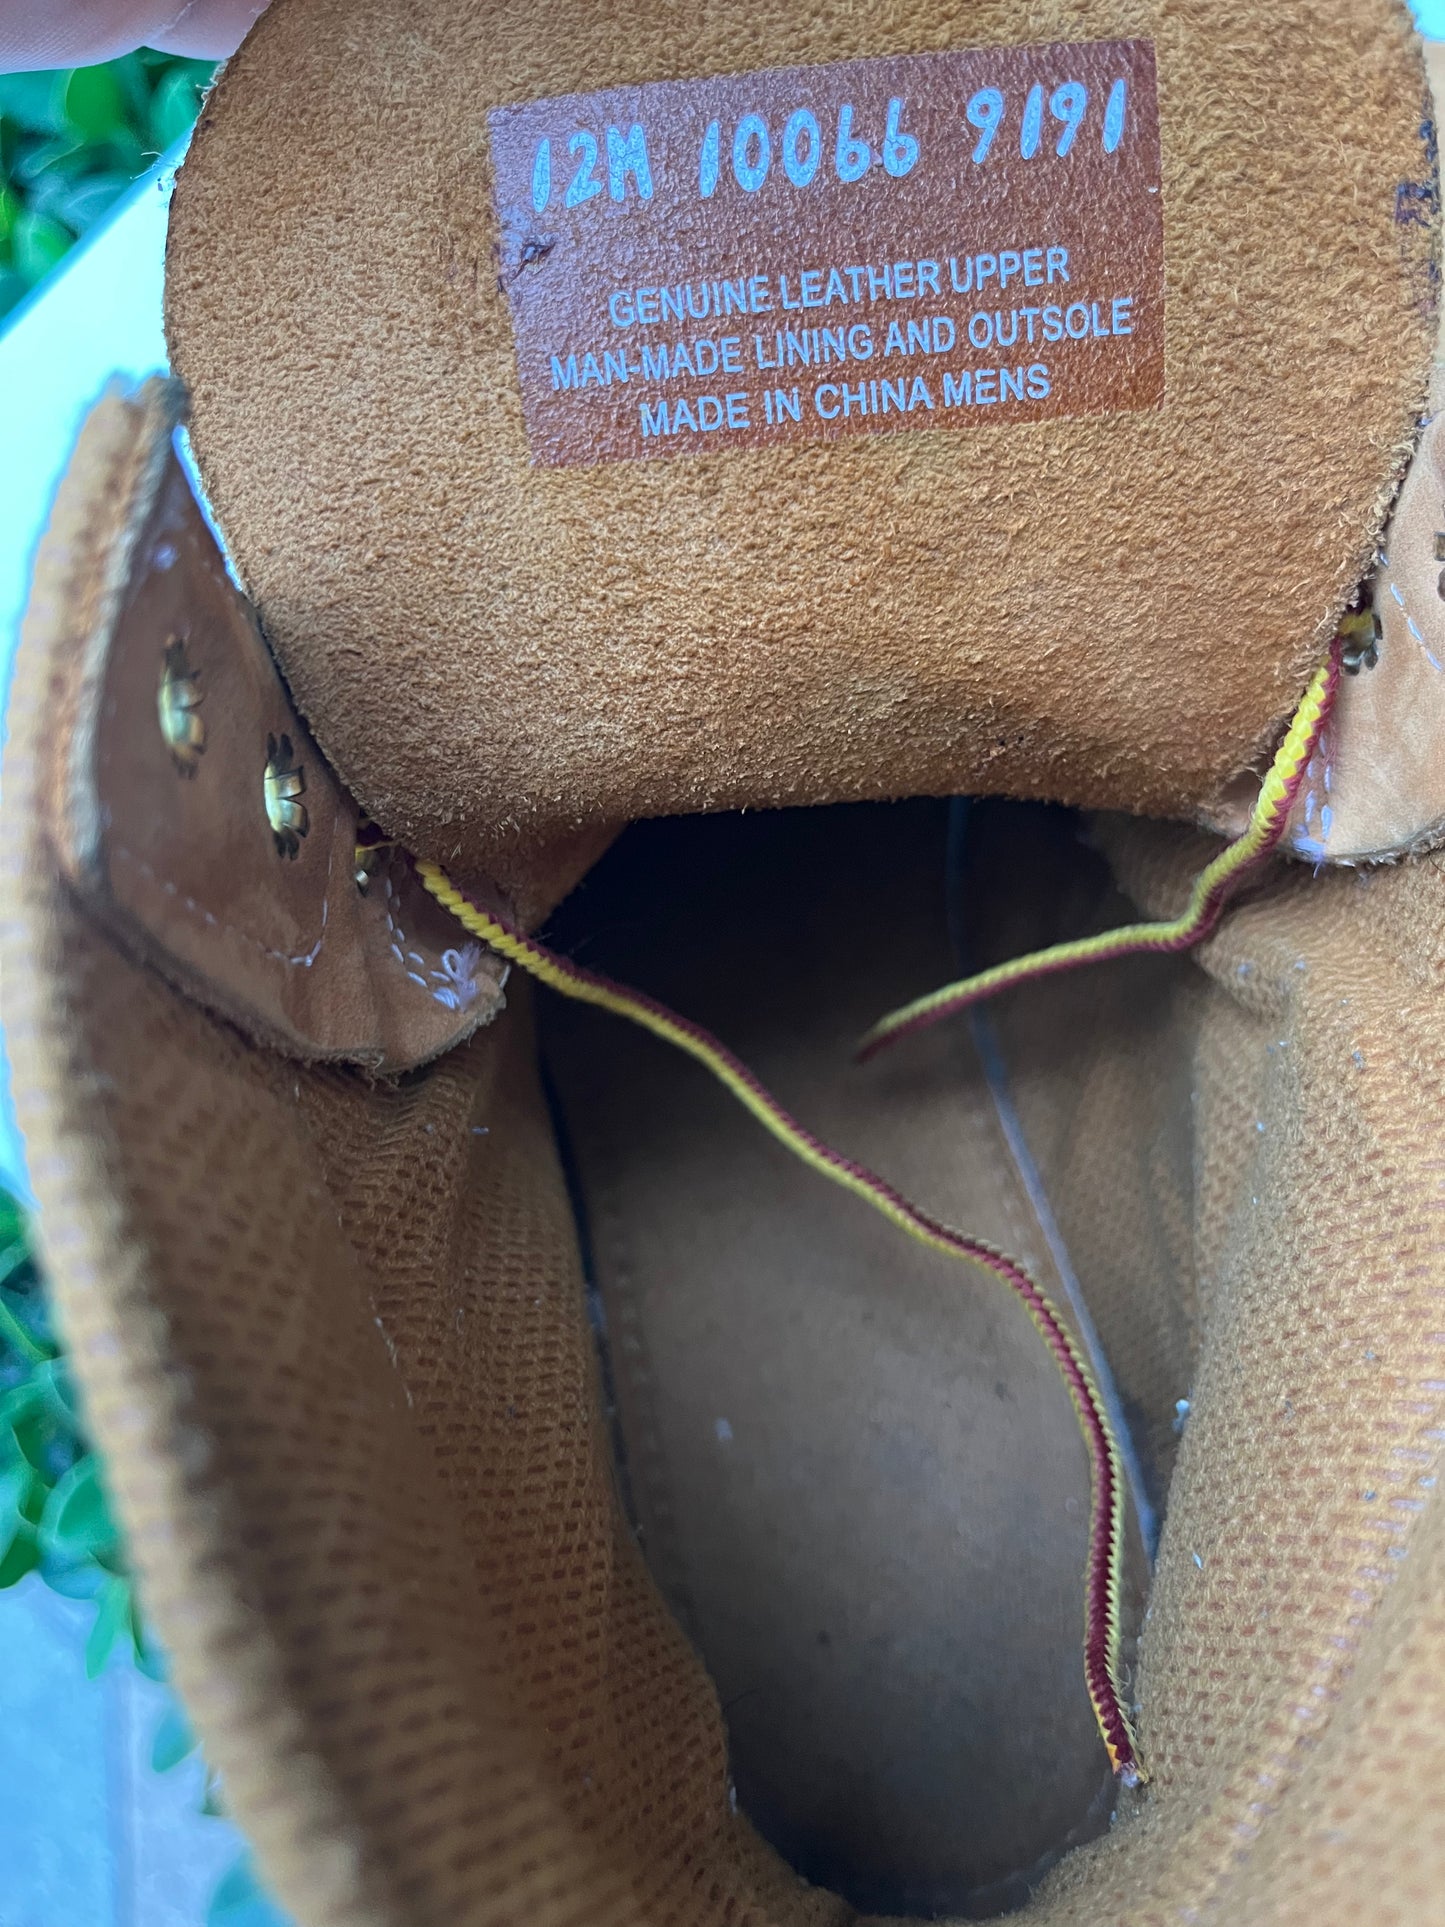 12M 10066 9191
GENUINE LEATHER UPPER
MAN-MADE LINING AND OUTSOLE
MADE IN CHINA MENS